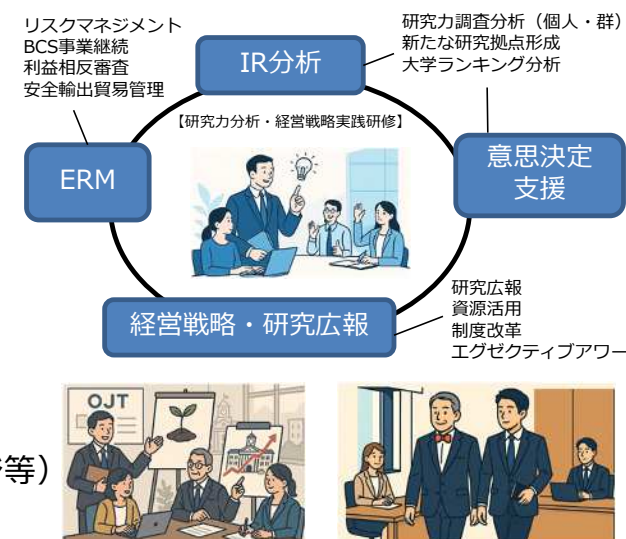 リスクマネジメント
BCS事業継続
利益相反審査
安全輸出貿易管理
IR分析
研究力調査分析（個人・群）
新たな研究拠点形成
大学ランキング分析
【研究力分析・経営戦略実践研修】
ERM
意思決定
支援
経営戦略・研究広報
研究広報
資源活用
制度改革
エグゼクティブアワー
OJT
等）